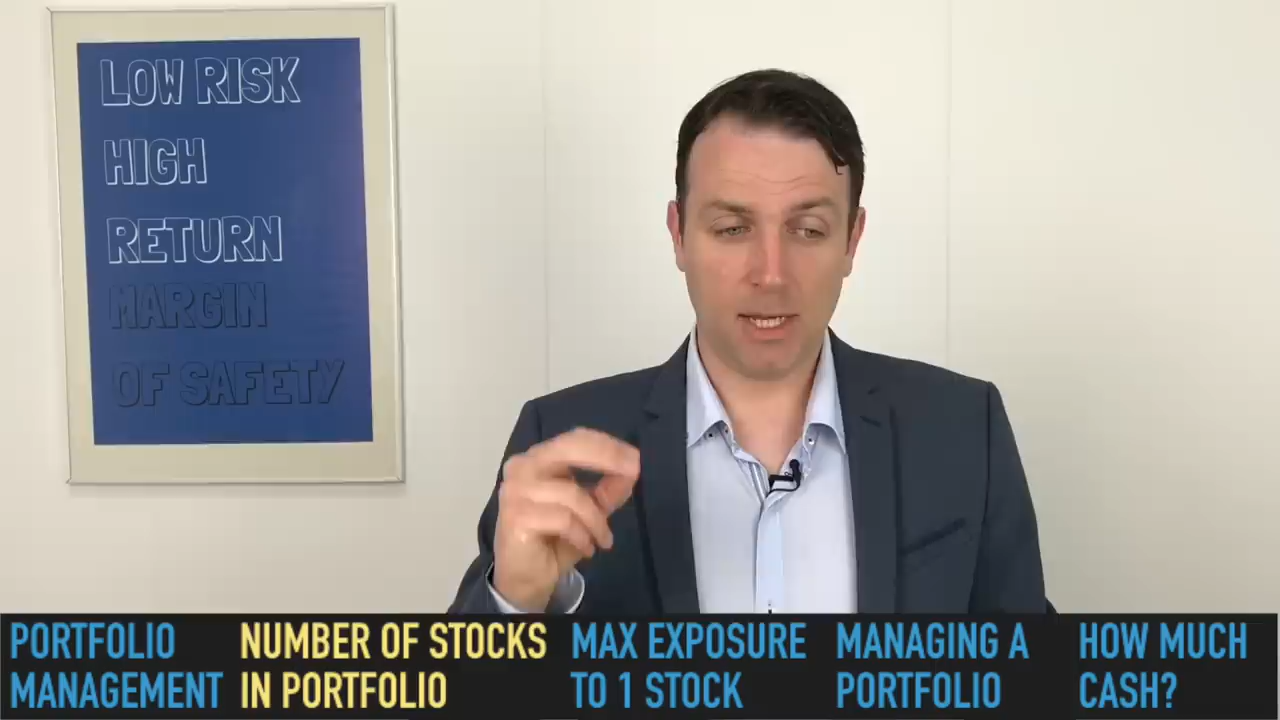 LOW RISK
HIGH
RETURN
MARGIN
OF SAFETY
PORTFOLIO
MANAGEMENT
NUMBER OF STOCKS
IN PORTFOLIO
MAX EXPOSURE
TO 1 STOCK
MANAGING A
PORTFOLIO
HOW MUCH
CASH?